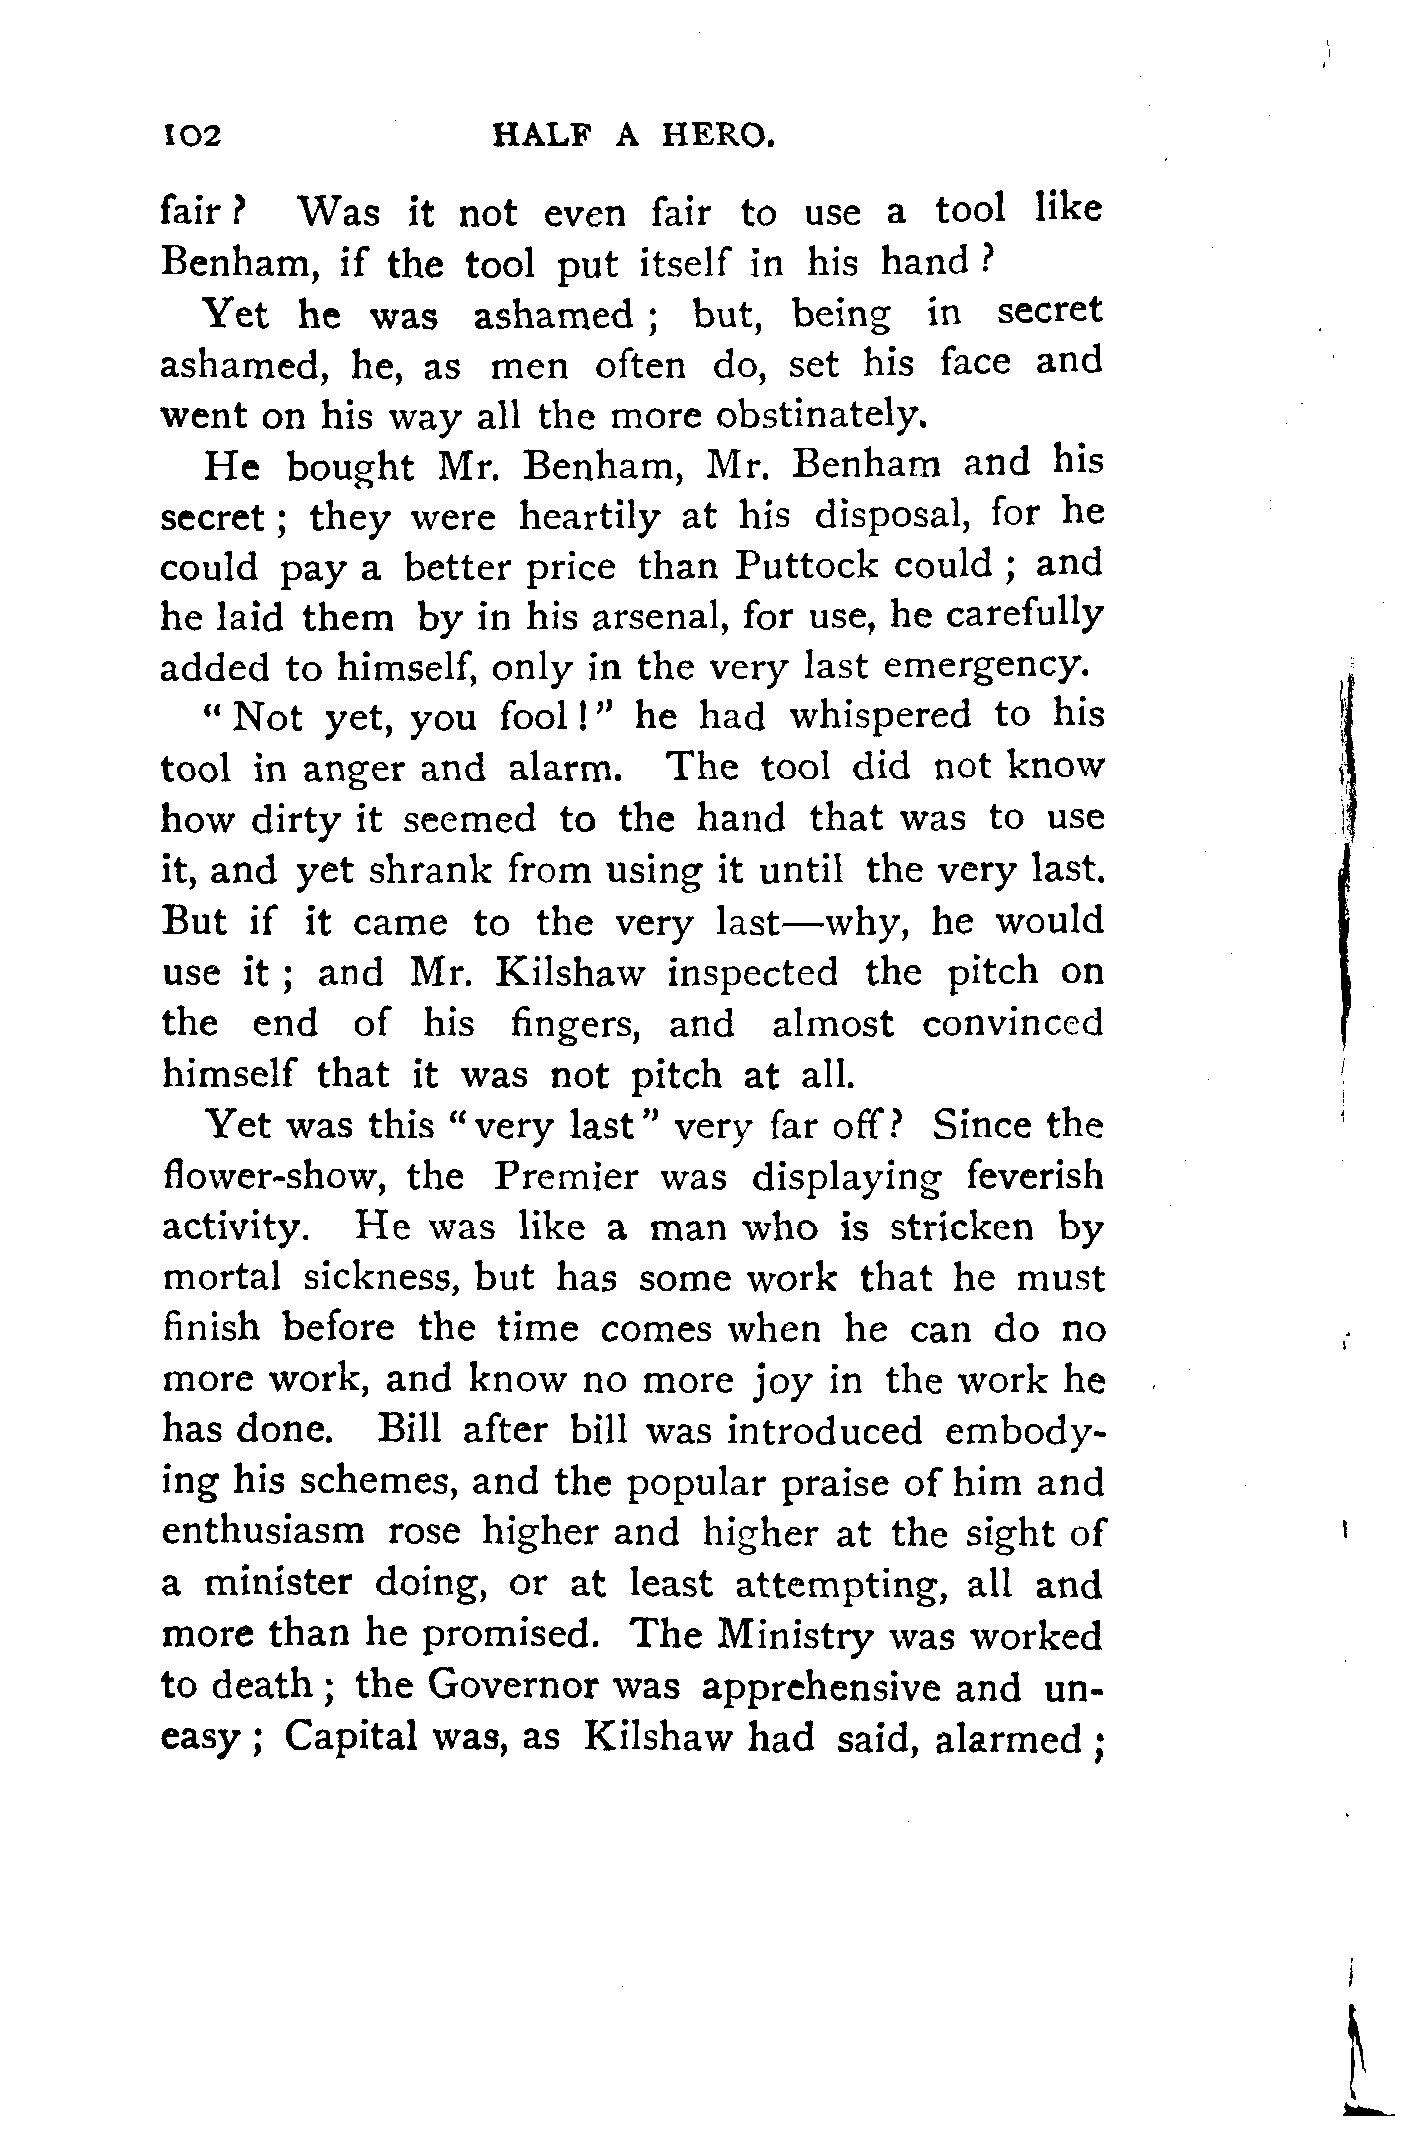 102 HALF A HERO.
fair? Was it not even fair to use a tool like
Benham, if the tool put itself in his hand?
Yet he was ashamed; but, being in secret
ashamed, he, as men often do, set his face and
went on his way all the more obstinately.
He bought Mr. Benham, Mr. Benham and his
secret; they were heartily at his disposal, for he
could pay a better price than Puttock could; and
he laid them by in his arsenal, for use, he carefully
added to himself, only in the very last emergency.
"Not yet, you fool!" he had whispered to his
tool in anger and alarm. The tool did not know
how dirty it seemed to the hand that was to use
it, and yet shrank from using it until the very last.
But if it came to the very last—why, he would
use it; and Mr. Kilshaw inspected the pitch on
the end of his fingers, and almost convinced
himself that it was not pitch at all.
Yet was this "very last" very far off? Since the
flower-show, the Premier was displaying feverish
activity. He was like a man who is stricken by
mortal sickness, but has some work that he must
finish before the time comes when he can do no
more work, and know no more joy in the work he
has done. Bill after bill was introduced embody-
ing his schemes, and the popular praise of him and
enthusiasm rose higher and higher at the sight of
a minister doing, or at least attempting, all and
more than he promised. The Ministry was worked
to death; the Governor was apprehensive and un-
easy; Capital was, as Kilshaw had said, alarmed;